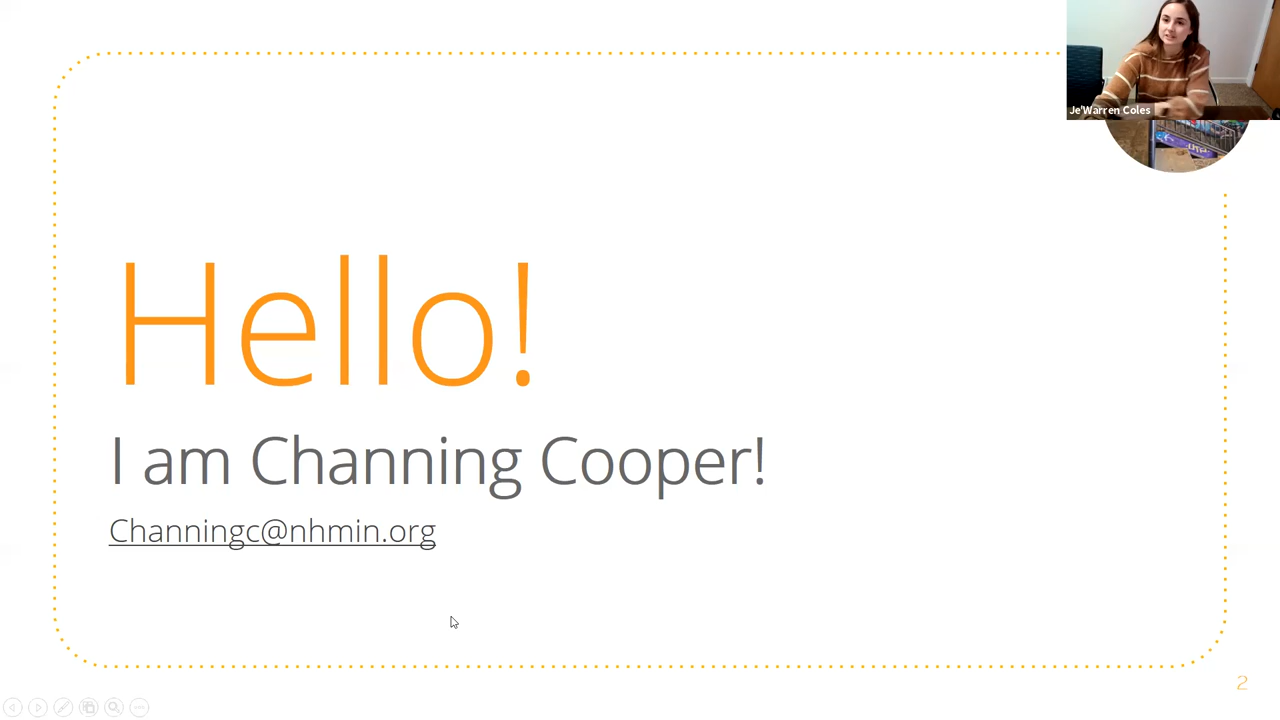 Je'Warren Coles
Hello!
I am Channing Cooper!
Channingc@nhmin.org
2